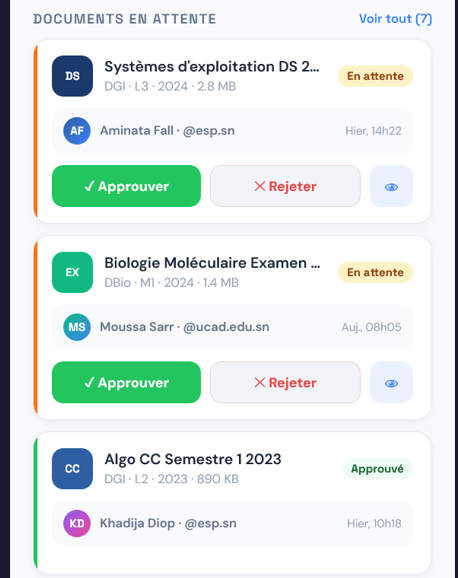 DOCUMENTS EN ATTENTE
Voir tout (7)
DS
Systèmes d'exploitation DS 2...
En attente
DGI · L3 · 2024 · 2.8 MB
AF
Aminata Fall · @esp.sn
Hier, 14h22
✓ Approuver
✕ Rejeter
EX
Biologie Moléculaire Examen ...
En attente
DBio · M1 · 2024 · 1.4 MB
MS
Moussa Sarr · @ucad.edu.sn
Auj., 08h05
✓ Approuver
✕ Rejeter
CC
Algo CC Semestre 1 2023
Approuvé
DGI · L2 · 2023 · 890 KB
KD
Khadija Diop · @esp.sn
Hier, 10h18